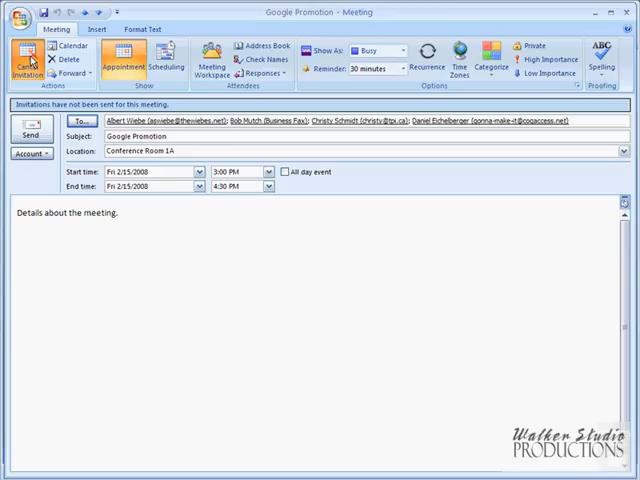 Google Promotion - Meeting
Meeting Insert Format Text
Cancel Invitation
Calendar
Delete
Forward
Actions
Appointment Scheduling
Show
Meeting Workspace
Address Book
Check Names
Responses
Attendees
Show As: Busy
Reminder: 30 minutes
Recurrence
Time Zones
Categorize
Private
High Importance
Low Importance
Options
ABC
Spelling
Proofing
Invitations have not been sent for this meeting.
Send
Account
To... Albert Wiebe (aswiebe@thewiebes.net); Bob Mutch (Business Fax); Christy Schmidt (christy@tpi.ca); Daniel Eichelberger (gonna-make-it@cogaccess.net)
Subject: Google Promotion
Location: Conference Room 1A
Start time: Fri 2/15/2008 3:00 PM All day event
End time: Fri 2/15/2008 4:30 PM
Details about the meeting.
Walker Studio
PRODUCTIONS